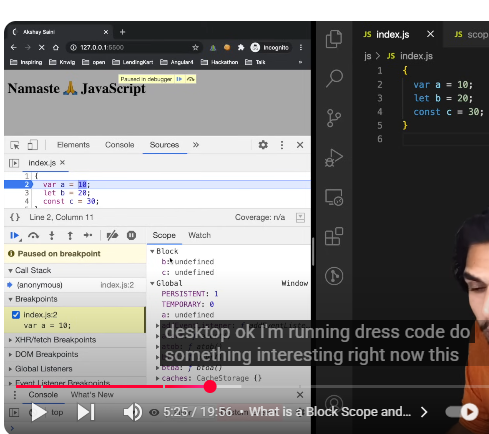 Akshay Saini
127.0.0.1:5500
Incognito
Inspiring
Knwlg
open
LendingKart
Angular4
Hackathon
Talk
Paused in debugger
Namaste 🙏 JavaScript
Elements Console Sources »
index.js ×
1 {
2 var a = 10;
3 let b = 20;
4 const c = 30;
{} Line 2, Column 11 Coverage: n/a
Scope Watch
Paused on breakpoint
Call Stack
(anonymous) index.js:2
Breakpoints
index.js:2
var a = 10;
XHR/fetch Breakpoints
DOM Breakpoints
Global Listeners
Event Listener Breakpoints
Block
b: undefined
c: undefined
Global Window
PERSISTENT: 1
TEMPORARY: 0
a: undefined
btoa: ƒ btoa()
caches: CacheStorage {}
Console What's New
top
JS index.js ×
JS scop
js > JS index.js
1 {
2 var a = 10;
3 let b = 20;
4 const c = 30;
5 }
6
desktop ok I'm running dress code do
something interesting right now this
5:25 / 19:56 • What is a Block Scope and...